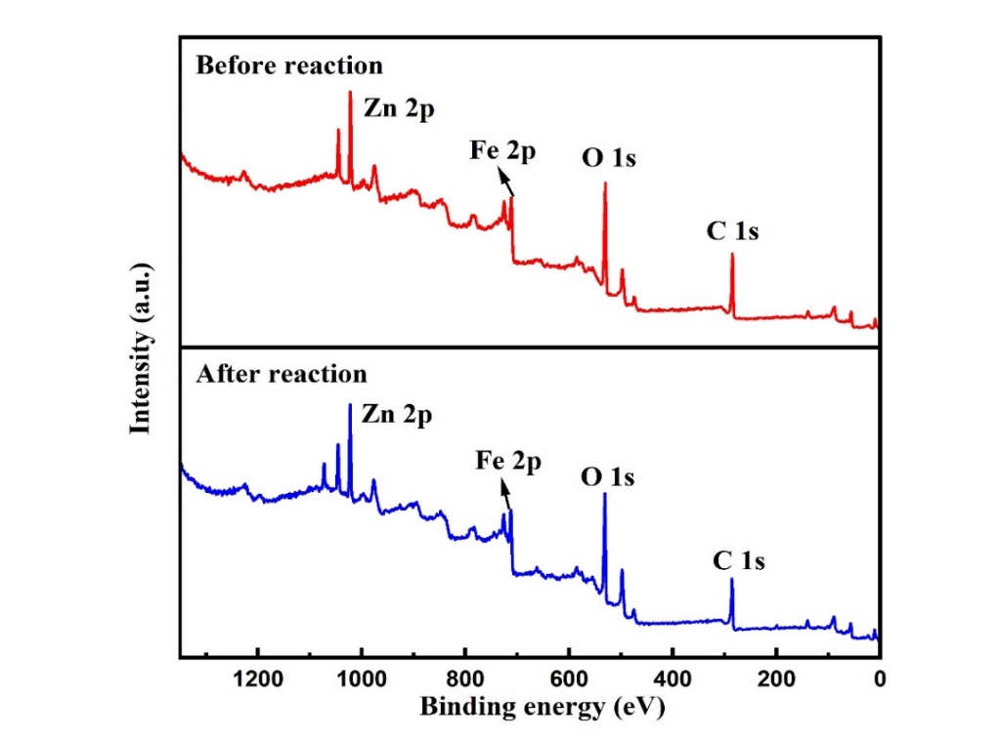 Before reaction
Zn 2p
Fe 2p
O 1s
C 1s
After reaction
Zn 2p
Fe 2p
O 1s
C 1s
Intensity (a.u.)
1200 1000 800 600 400 200 0
Binding energy (eV)